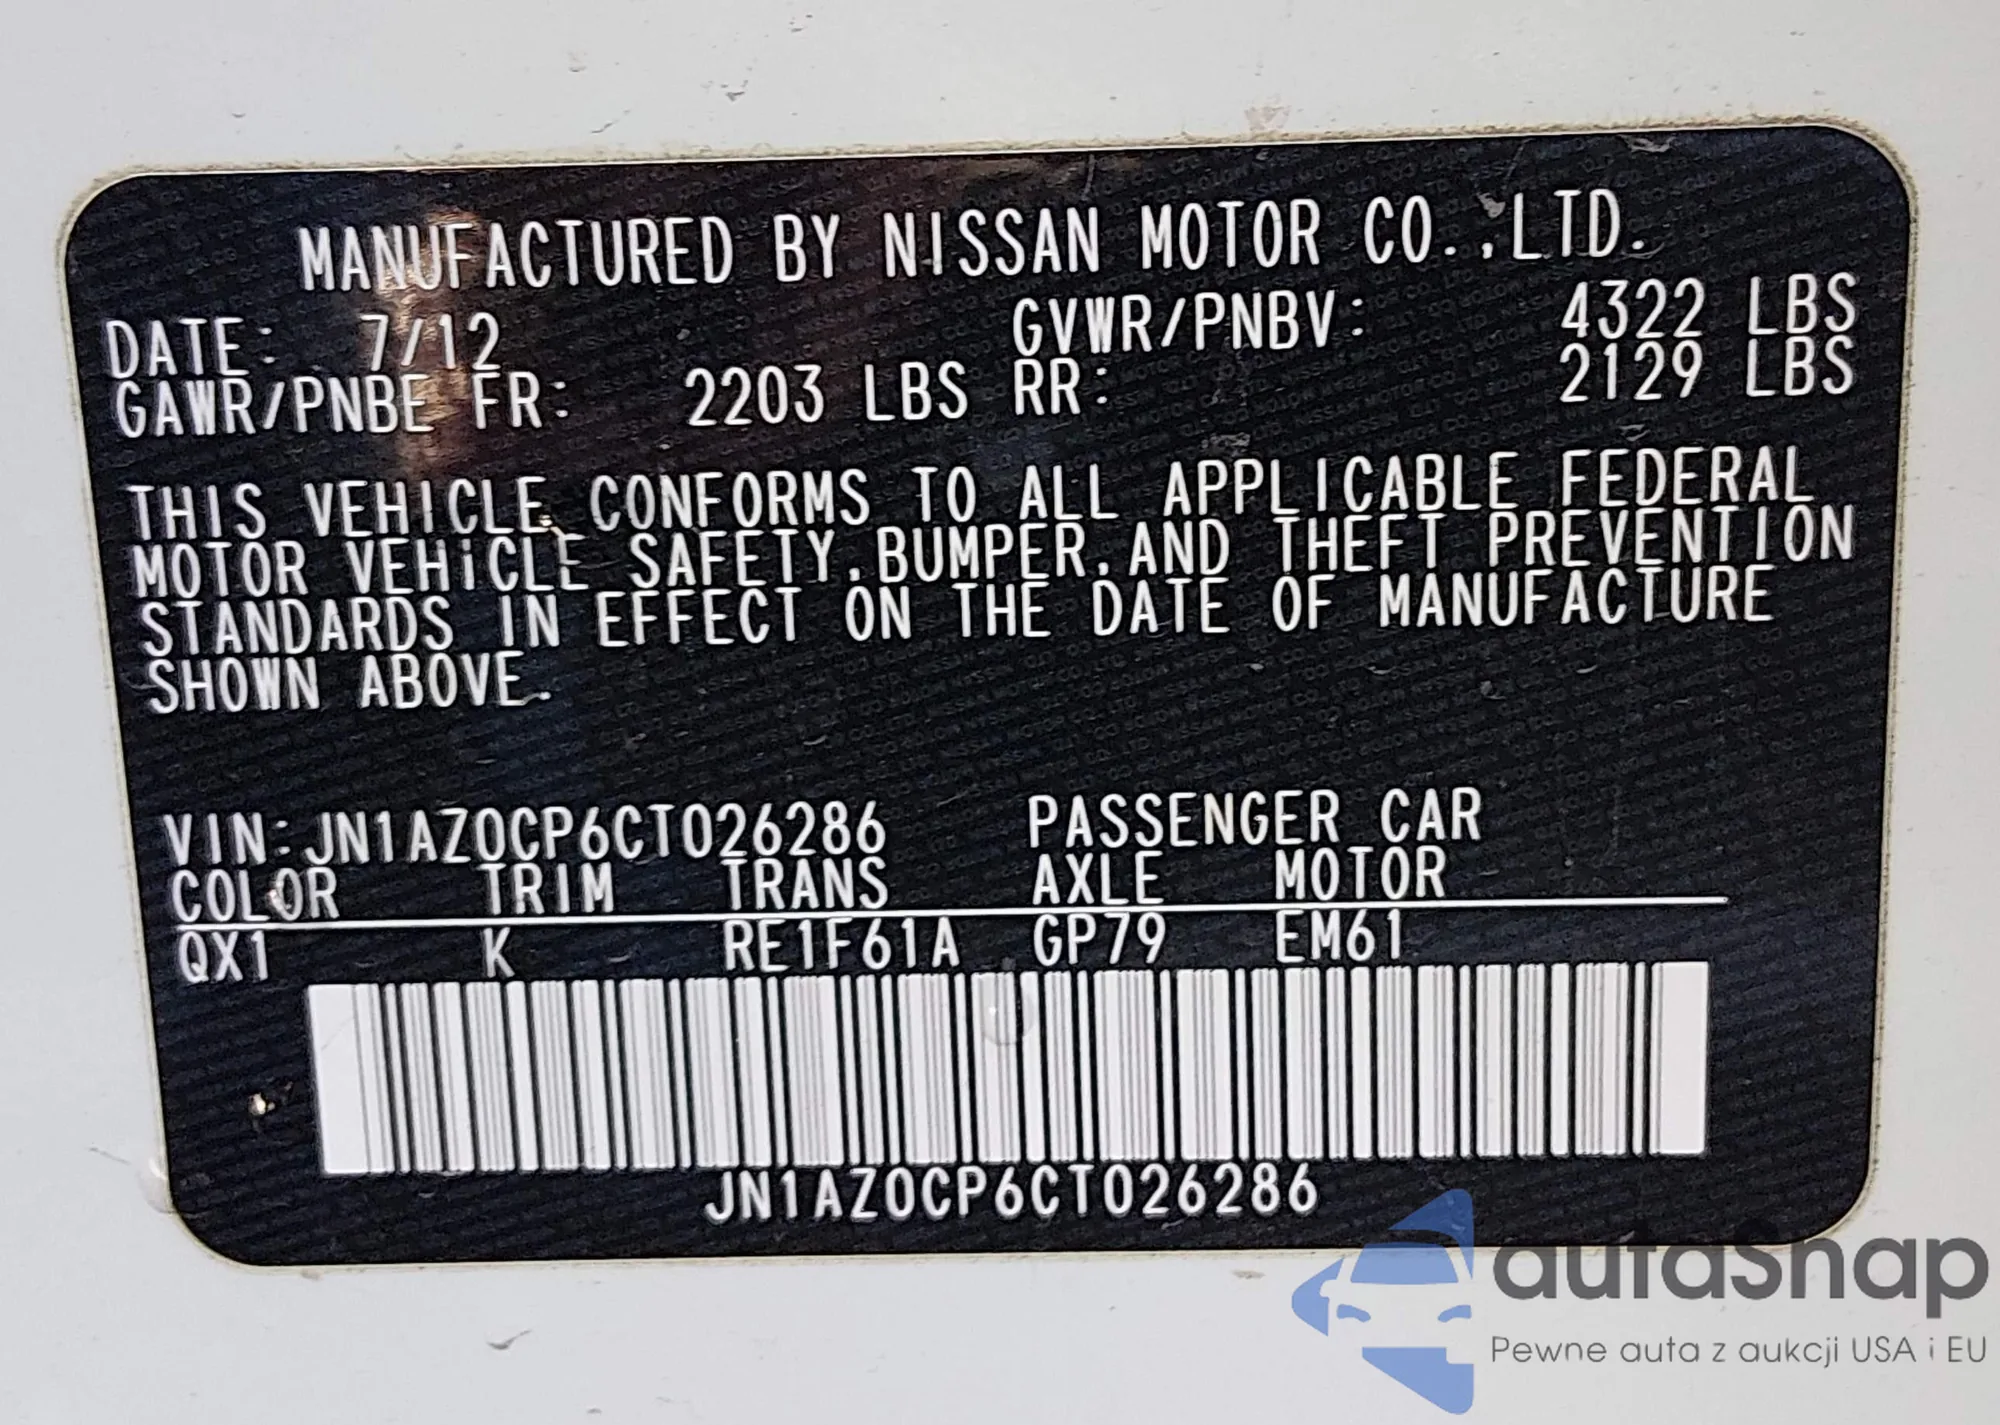 MANUFACTURED BY NISSAN MOTOR CO.,LTD.
DATE: 7/12 GVWR/PNBV: 4322 LBS
GAWR/PNBE FR: 2203 LBS RR: 2129 LBS
THIS VEHICLE CONFORMS TO ALL APPLICABLE FEDERAL
MOTOR VEHICLE SAFETY,BUMPER,AND THEFT PREVENTION
STANDARDS IN EFFECT ON THE DATE OF MANUFACTURE
SHOWN ABOVE.
VIN:JN1AZ0CP6CT026286 PASSENGER CAR
COLOR TRIM TRANS AXLE MOTOR
QX1 K RE1F61A GP79 EM61
JN1AZ0CP6CT026286
autaSnap
Pewne auta z aukcji USA i EU